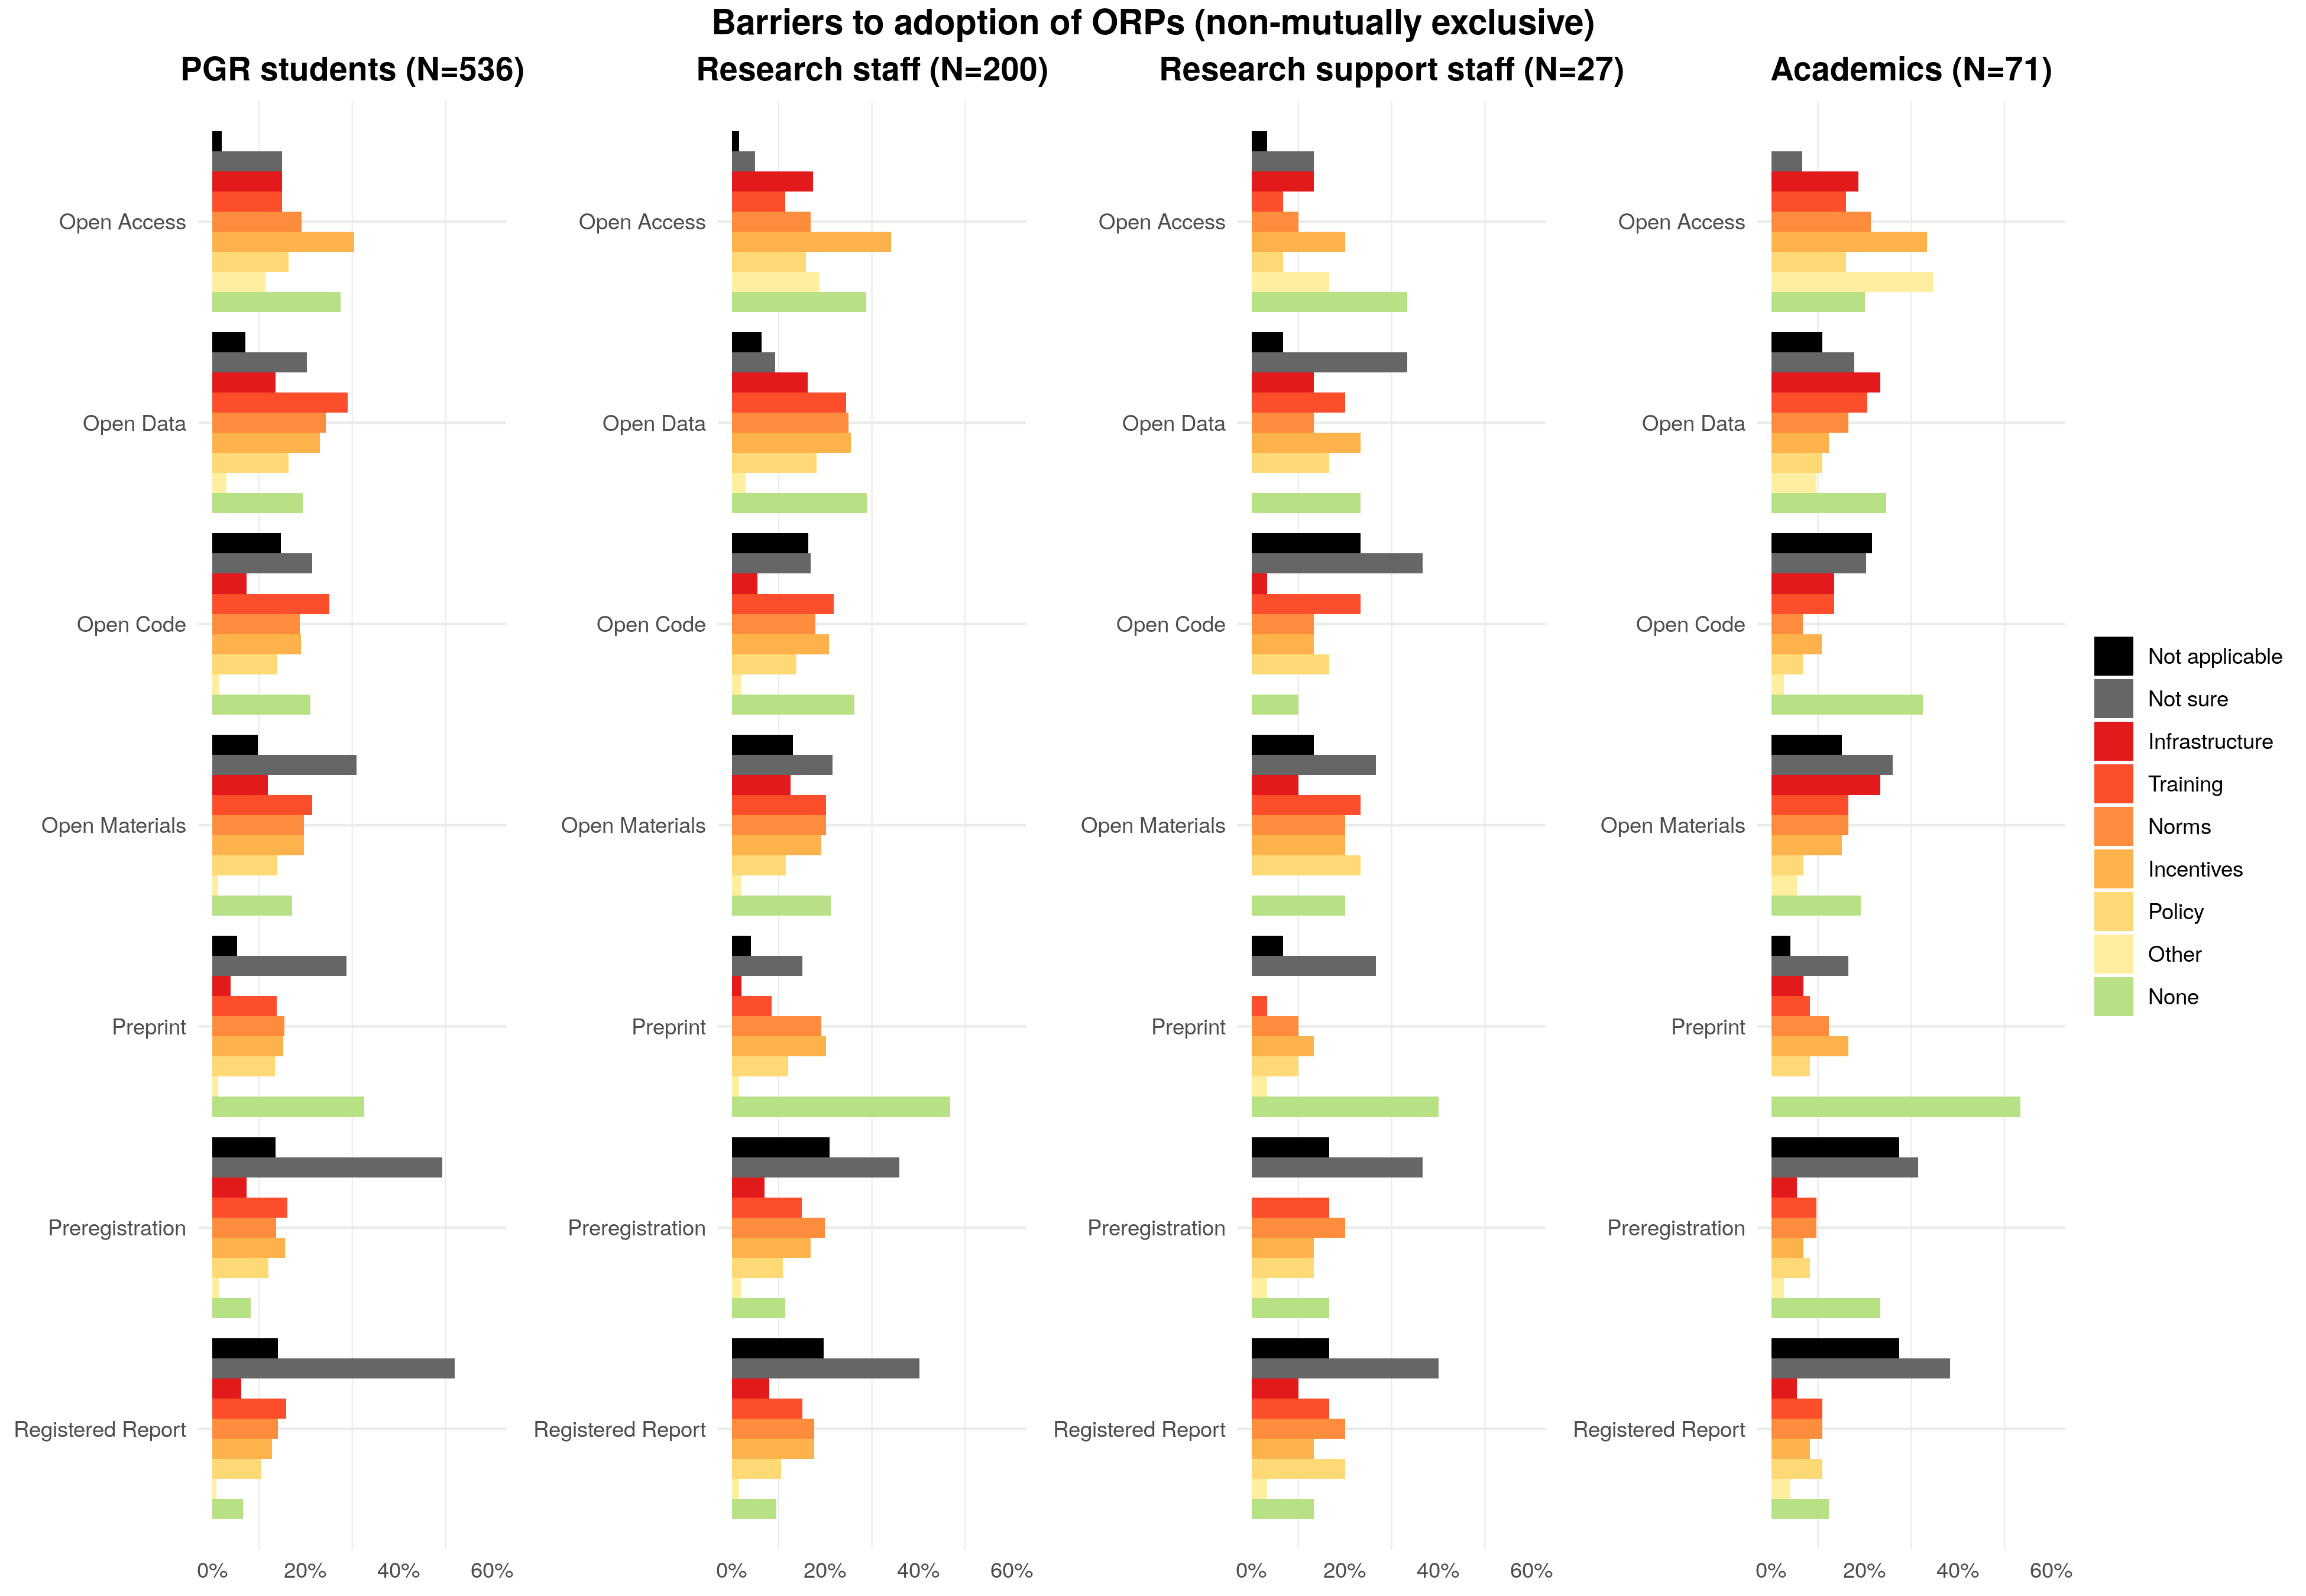 Barriers to adoption of ORPs (non-mutually exclusive)
PGR students (N=536)
Open Access
Open Data
Open Code
Open Materials
Preprint
Preregistration
Registered Report
0% 20% 40% 60%
Research staff (N=200)
Open Access
Open Data
Open Code
Open Materials
Preprint
Preregistration
Registered Report
0% 20% 40% 60%
Research support staff (N=27)
Open Access
Open Data
Open Code
Open Materials
Preprint
Preregistration
Registered Report
0% 20% 40% 60%
Academics (N=71)
Open Access
Open Data
Open Code
Open Materials
Preprint
Preregistration
Registered Report
0% 20% 40% 60%
Not applicable
Not sure
Infrastructure
Training
Norms
Incentives
Policy
Other
None